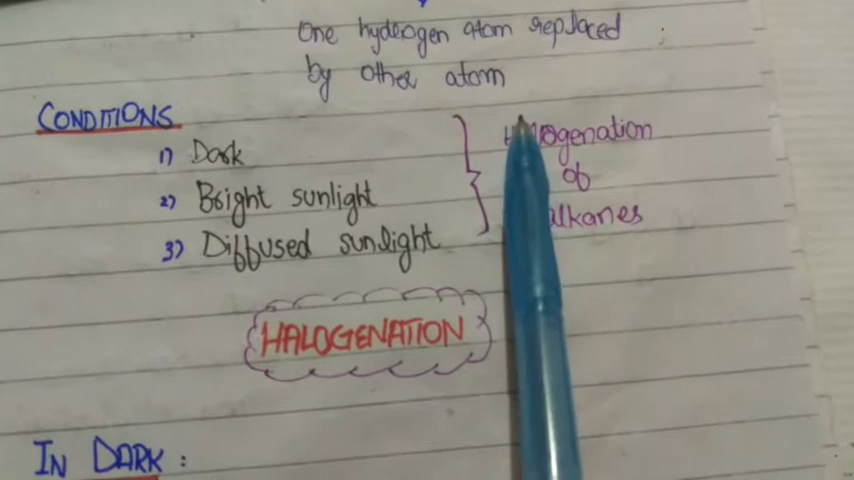 One hydrogen atom replaced
by other atom
CONDITIONS
1) Dark
2) Bright sunlight
3) Diffused sunlight
of
alkanes
HALOGENATION
IN DARK :